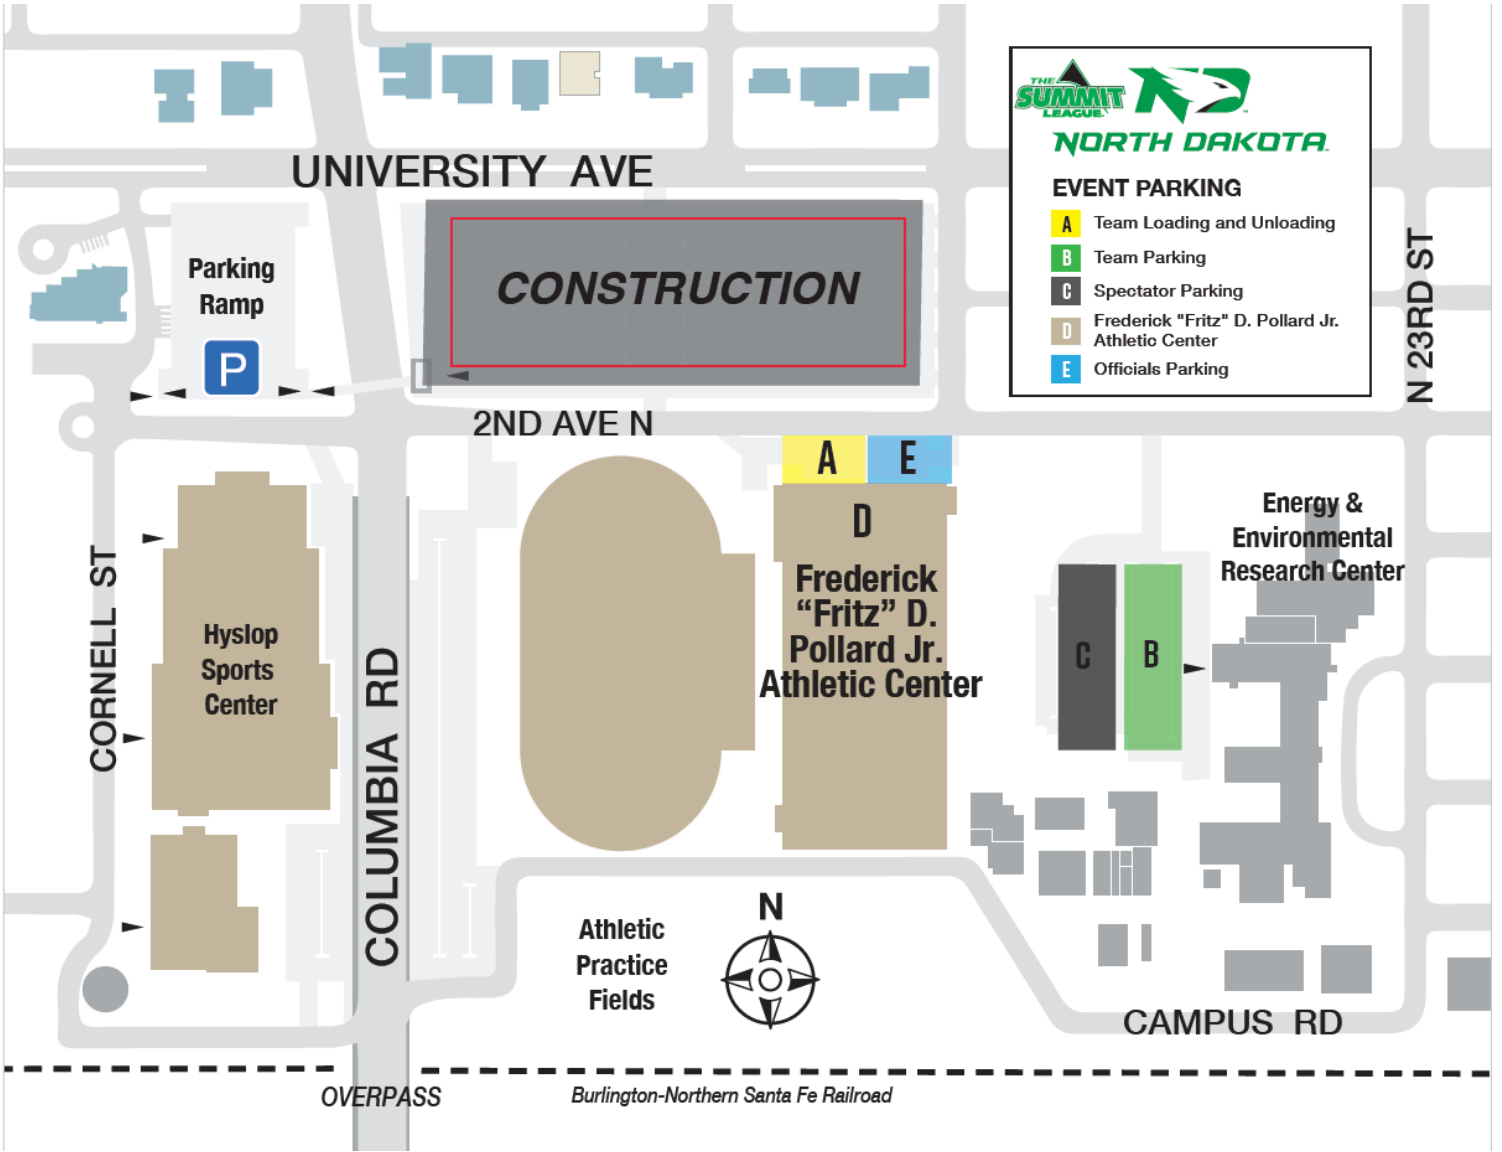 THE
SUMMIT
LEAGUE
ND
NORTH DAKOTA
EVENT PARKING
A Team Loading and Unloading
B Team Parking
C Spectator Parking
D Frederick "Fritz" D. Pollard Jr.
Athletic Center
E Officials Parking
UNIVERSITY AVE
N 23RD ST
Parking
Ramp
P
CONSTRUCTION
2ND AVE N
A
E
D
Frederick
“Fritz” D.
Pollard Jr.
Athletic Center
Energy &
Environmental
Research Center
CORNELL ST
Hyslop
Sports
Center
COLUMBIA RD
C
B
Athletic
Practice
Fields
N
CAMPUS RD
OVERPASS
Burlington-Northern Santa Fe Railroad